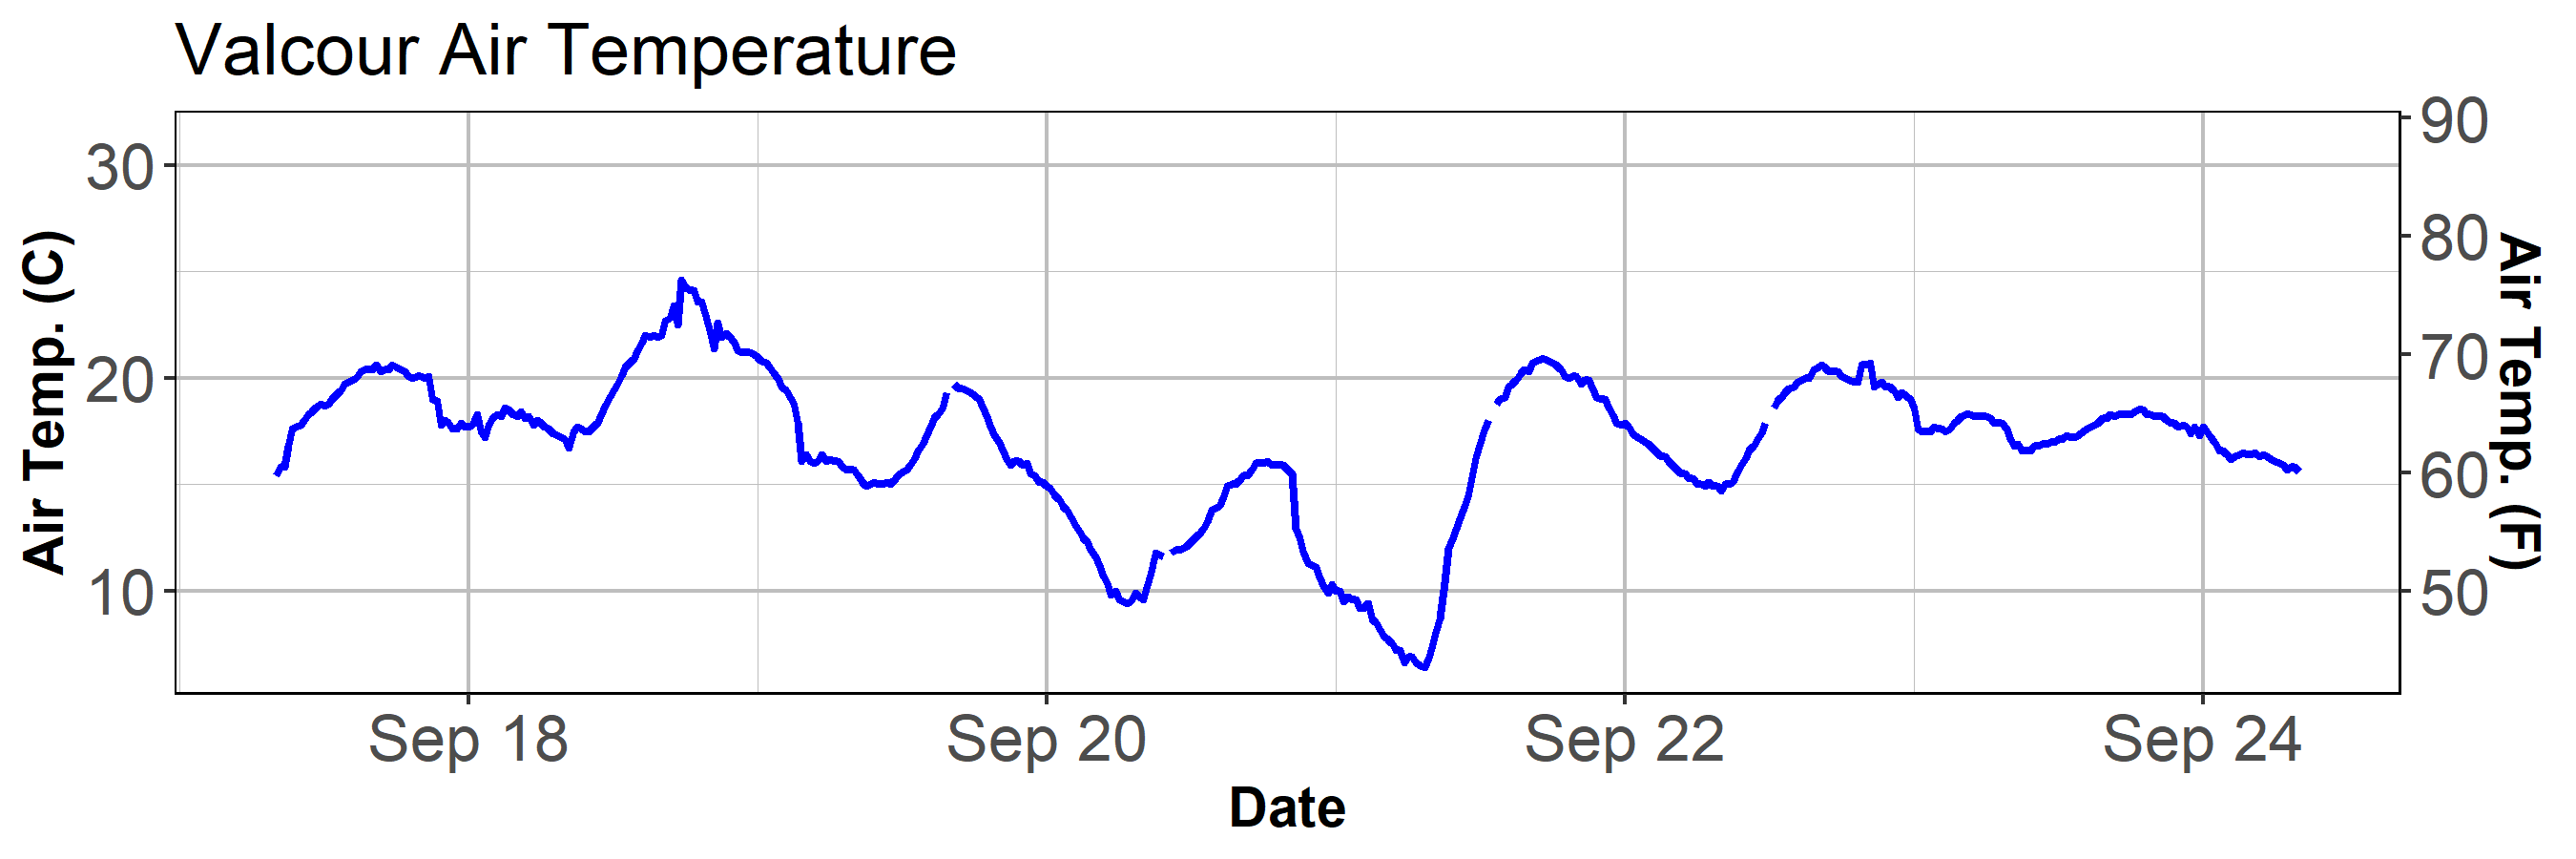 Valcour Air Temperature
Air Temp. (C)
30
20
10
90
80
70
60
50
Air Temp. (F)
Sep 18
Sep 20
Sep 22
Sep 24
Date